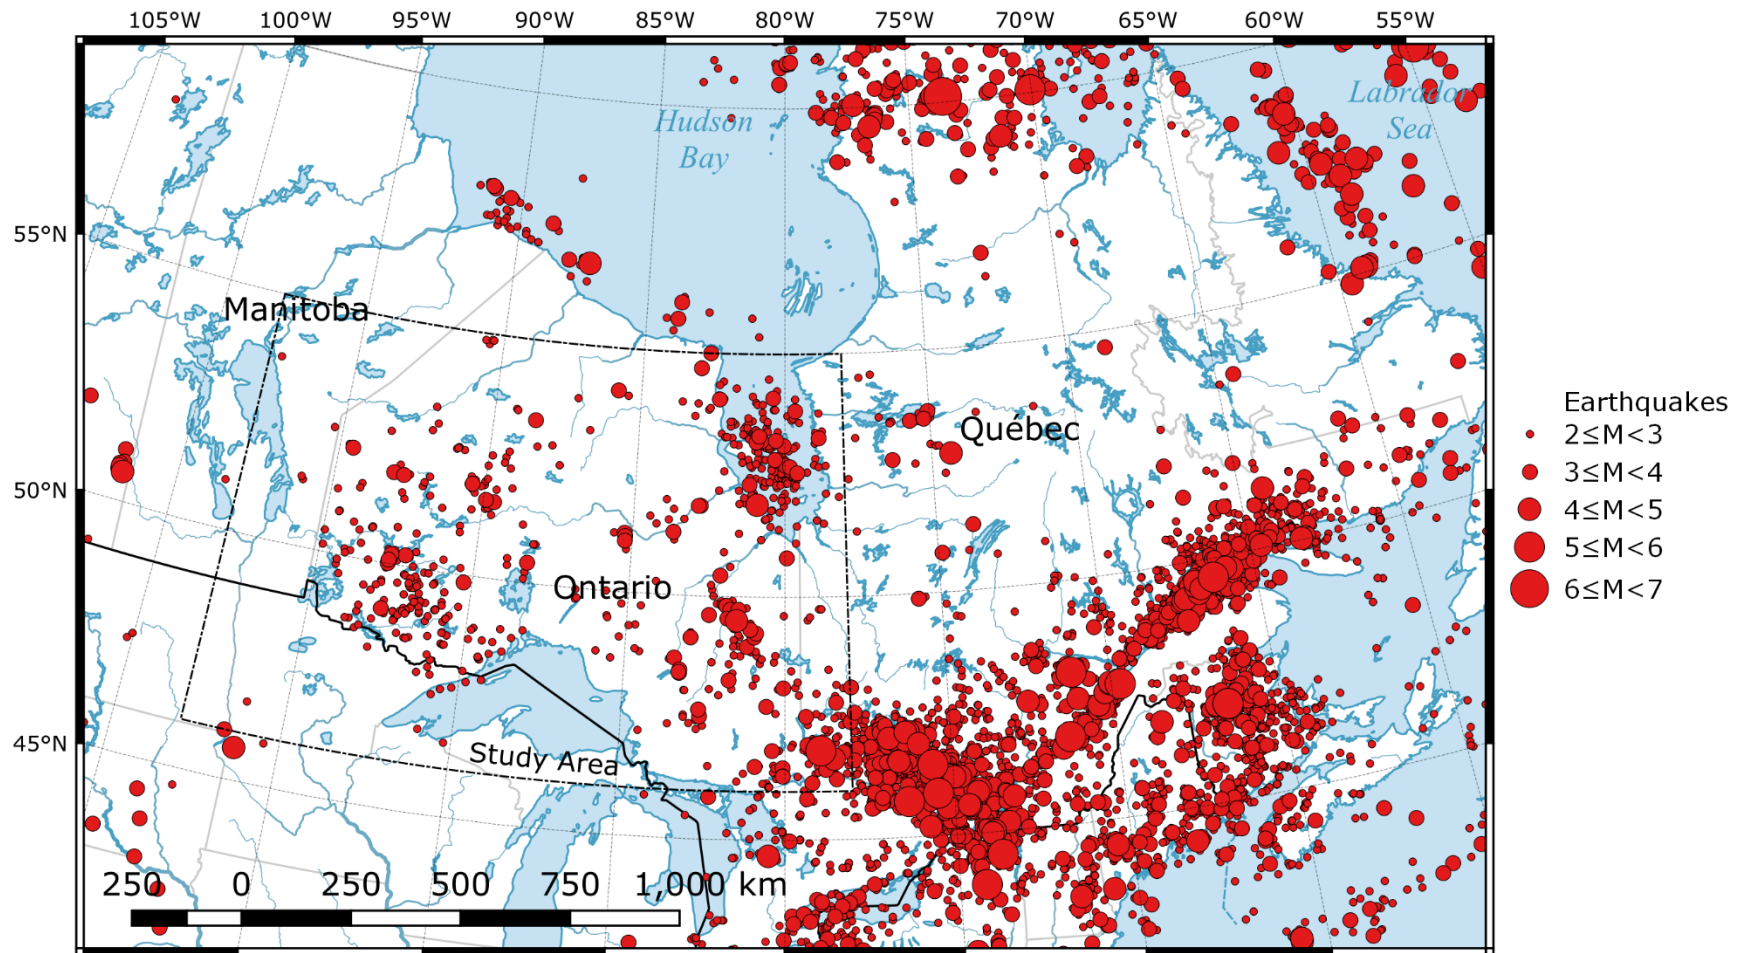 105°W 100°W 95°W 90°W 85°W 80°W 75°W 70°W 65°W 60°W 55°W
Labrador
Sea
Hudson
Bay
55°N
Manitoba
Québec
Earthquakes
2≤M<3
3≤M<4
4≤M<5
5≤M<6
6≤M<7
50°N
Ontario
45°N
Study Area
250 0 250 500 750 1,000 km